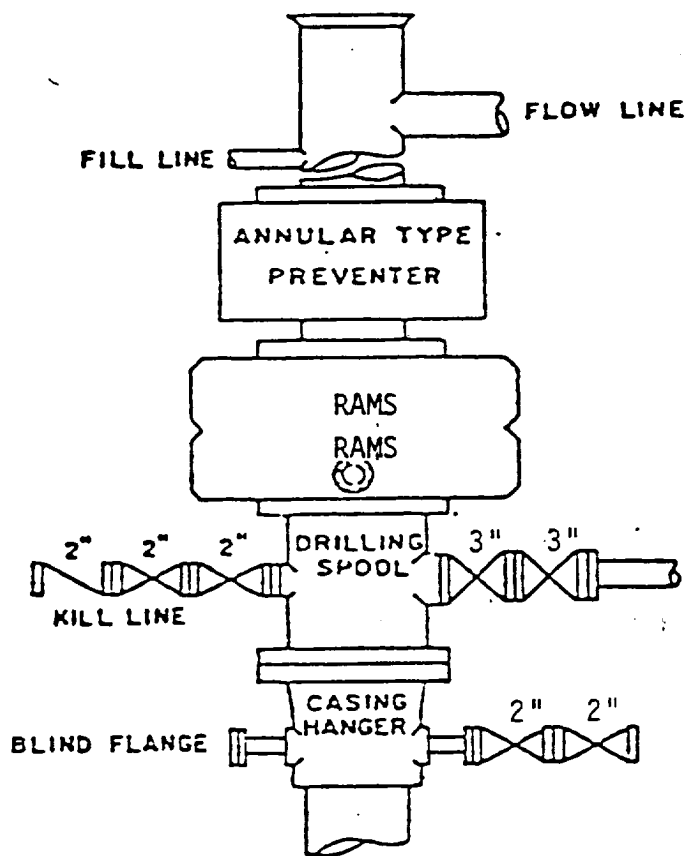 FLOW LINE
FILL LINE
ANNULAR TYPE
PREVENTER
RAMS
RAMS
2" 2" 2"
DRILLING
SPOOL
3" 3"
KILL LINE
CASING
HANGER
BLIND FLANGE
2" 2"